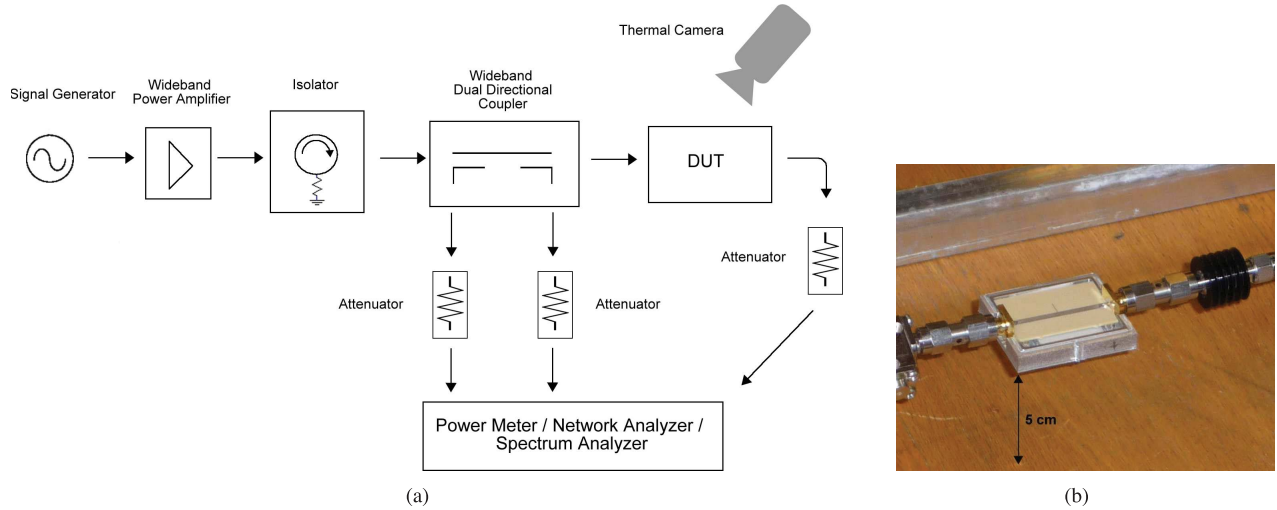 Thermal Camera
Signal Generator
Wideband
Power Amplifier
Isolator
Wideband
Dual Directional
Coupler
DUT
Attenuator
Attenuator
Attenuator
Power Meter / Network Analyzer /
Spectrum Analyzer
5 cm
(a)
(b)